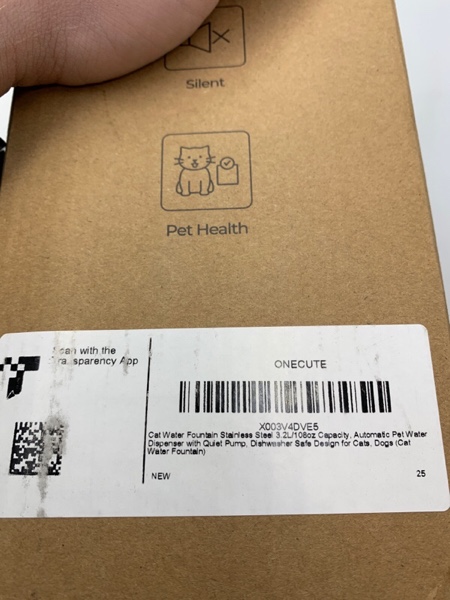 Silent
Pet Health
Scan with the
Transparency App
ONECUTE
X003V4DVE5
Cat Water Fountain Stainless Steel 3.2L/108oz Capacity, Automatic Pet Water
Dispenser with Quiet Pump, Dishwasher Safe Design for Cats, Dogs (Cat
Water Fountain)
NEW
25